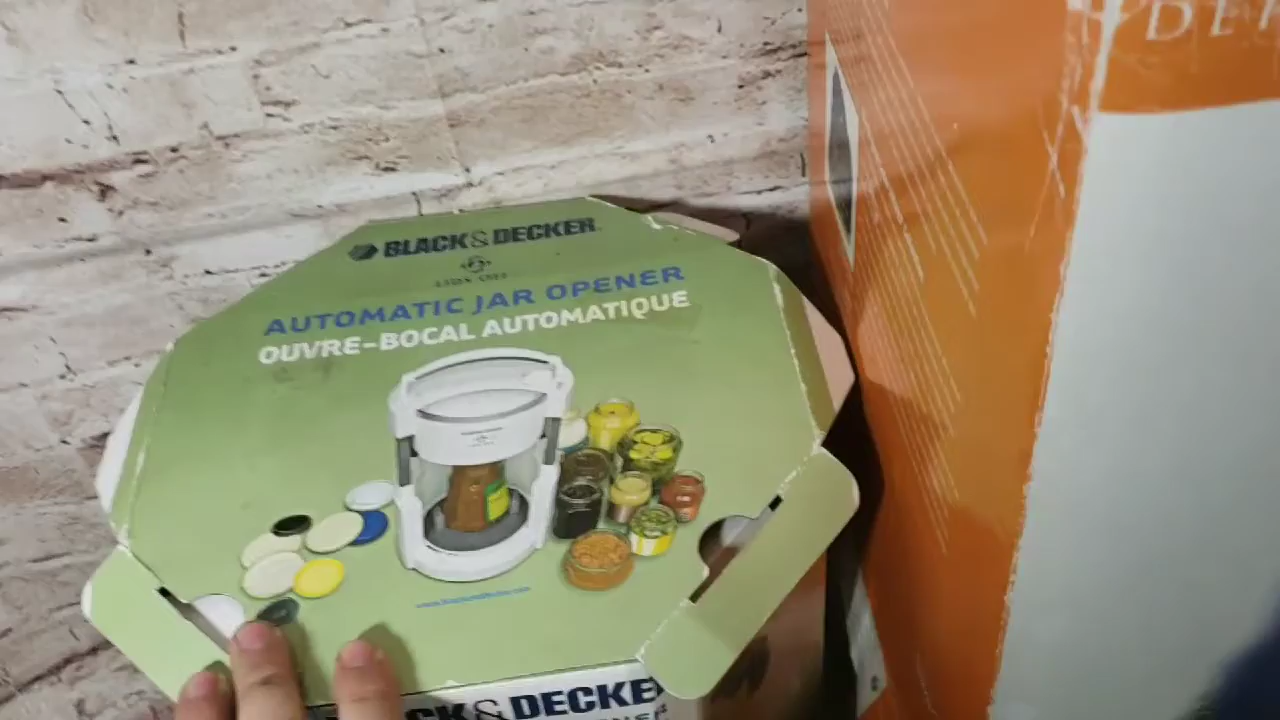 BLACK & DECKER
AUTOMATIC JAR OPENER
OUVRE-BOCAL AUTOMATIQUE
BLACK & DECKER